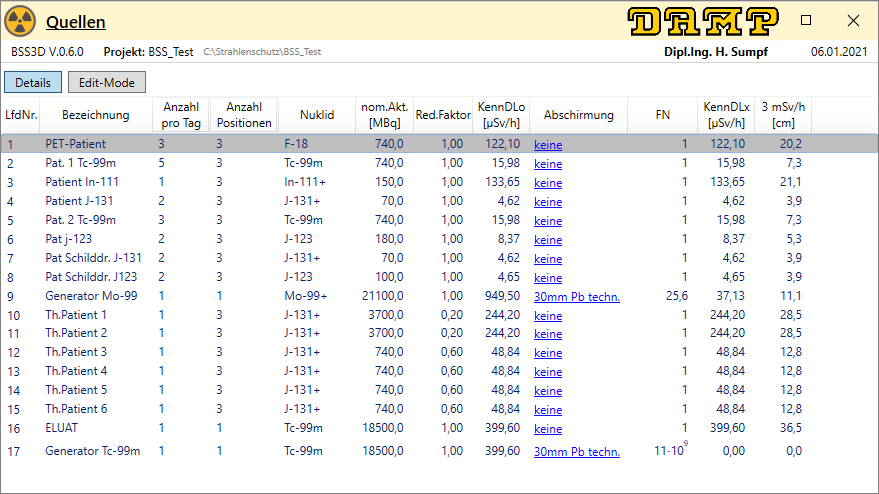 Quellen
DAMP
BSS3D V.0.6.0 Projekt: BSS_Test C:\Strahlenschutz\BSS_Test Dipl.Ing. H. Sumpf 06.01.2021
Details Edit-Mode
LfdNr. Bezeichnung Anzahl pro Tag Anzahl Positionen Nuklid nom.Akt. [MBq] Red.Faktor KennDLo [µSv/h] Abschirmung FN KennDLx [µSv/h] 3 mSv/h [cm]
1 PET-Patient 3 3 F-18 740,0 1,00 122,10 keine 1 122,10 20,2
2 Pat. 1 Tc-99m 5 3 Tc-99m 740,0 1,00 15,98 keine 1 15,98 7,3
3 Patient In-111 1 3 In-111+ 150,0 1,00 133,65 keine 1 133,65 21,1
4 Patient J-131 2 3 J-131+ 70,0 1,00 4,62 keine 1 4,62 3,9
5 Pat. 2 Tc-99m 3 3 Tc-99m 740,0 1,00 15,98 keine 1 15,98 7,3
6 Pat j-123 2 3 J-123 180,0 1,00 8,37 keine 1 8,37 5,3
7 Pat Schilddr. J-131 2 3 J-131+ 70,0 1,00 4,62 keine 1 4,62 3,9
8 Pat Schilddr. J123 2 3 J-123 100,0 1,00 4,65 keine 1 4,65 3,9
9 Generator Mo-99 1 1 Mo-99+ 21100,0 1,00 949,50 30mm Pb techn. 25,6 37,13 11,1
10 Th.Patient 1 1 3 J-131+ 3700,0 0,20 244,20 keine 1 244,20 28,5
11 Th.Patient 2 1 3 J-131+ 3700,0 0,20 244,20 keine 1 244,20 28,5
12 Th.Patient 3 1 3 J-131+ 740,0 0,60 48,84 keine 1 48,84 12,8
13 Th.Patient 4 1 3 J-131+ 740,0 0,60 48,84 keine 1 48,84 12,8
14 Th.Patient 5 1 3 J-131+ 740,0 0,60 48,84 keine 1 48,84 12,8
15 Th.Patient 6 1 3 J-131+ 740,0 0,60 48,84 keine 1 48,84 12,8
16 ELUAT 1 1 Tc-99m 18500,0 1,00 399,60 keine 1 399,60 36,5
17 Generator Tc-99m 1 1 Tc-99m 18500,0 1,00 399,60 30mm Pb techn. 11·10⁹ 0,00 0,0